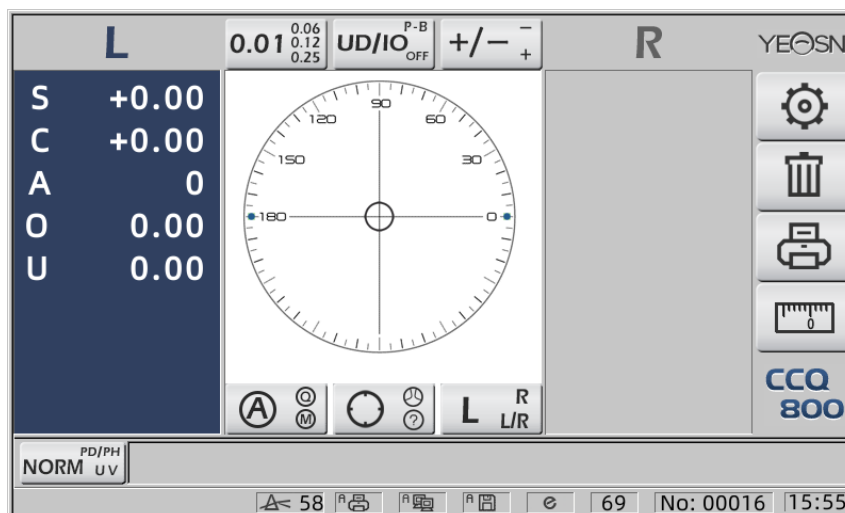 L
0.01 0.06 0.12 0.25
UD/IO P-B OFF
+/− − +
R
YEOSN
S +0.00
C +0.00
A 0
O 0.00
U 0.00
90
120 60
150 30
180 0
0
CCQ
800
A Q M
?
L R L/R
NORM PD/PH UV
58 A A A e 69 No: 00016 15:55